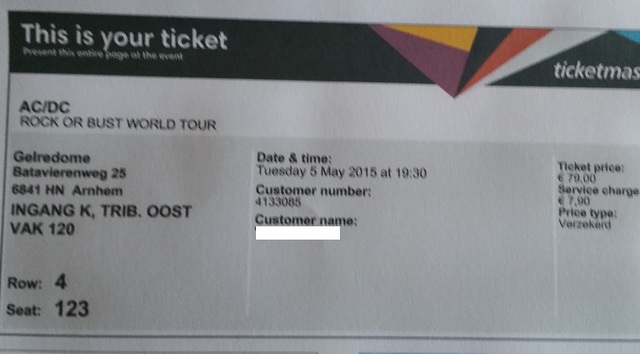 This is your ticket
Present this entire page at the event
ticketmas
AC/DC
ROCK OR BUST WORLD TOUR
Gelredome
Batavierenweg 25
6841 HN Arnhem
INGANG K, TRIB. OOST
VAK 120
Row: 4
Seat: 123
Date & time:
Tuesday 5 May 2015 at 19:30
Customer number:
4133085
Customer name:
Ticket price:
€ 79,00
Service charge
€ 7,90
Price type:
Verzekerd